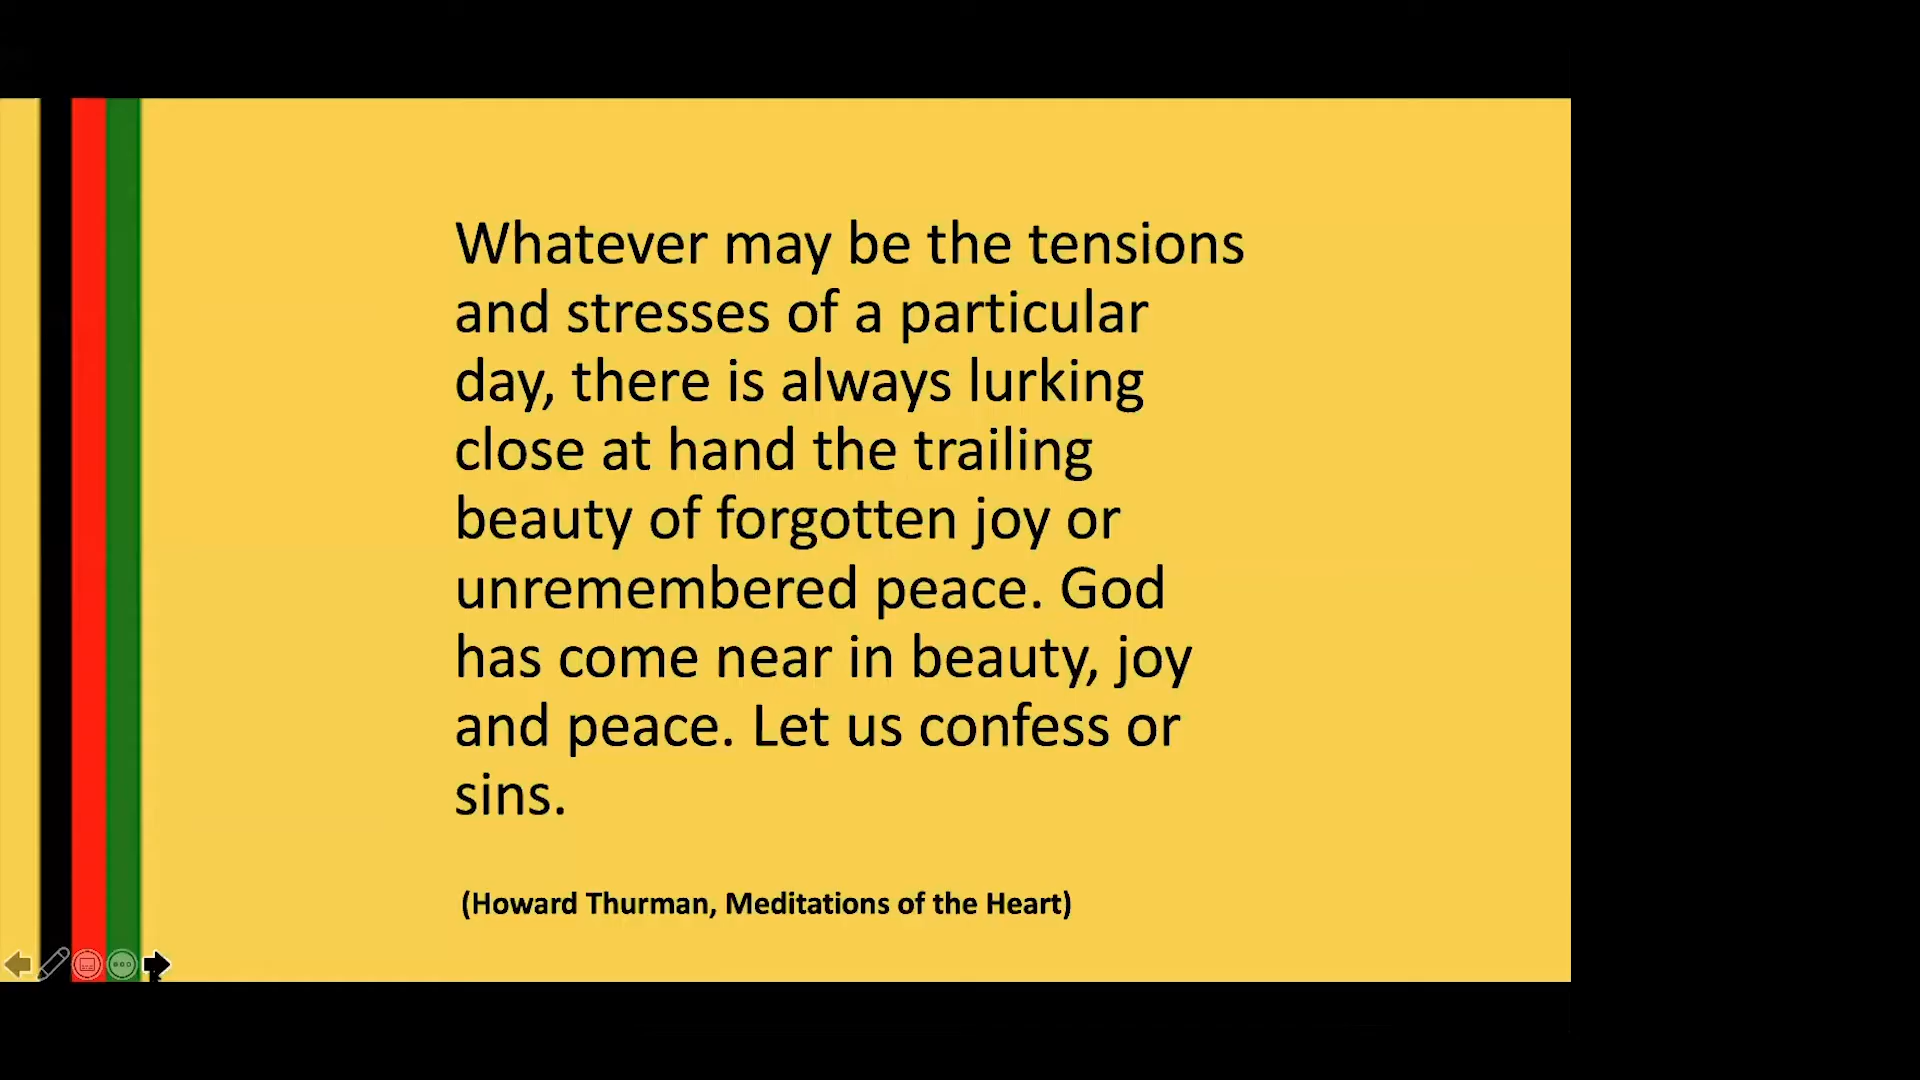 Whatever may be the tensions
and stresses of a particular
day, there is always lurking
close at hand the trailing
beauty of forgotten joy or
unremembered peace. God
has come near in beauty, joy
and peace. Let us confess or
sins.
(Howard Thurman, Meditations of the Heart)